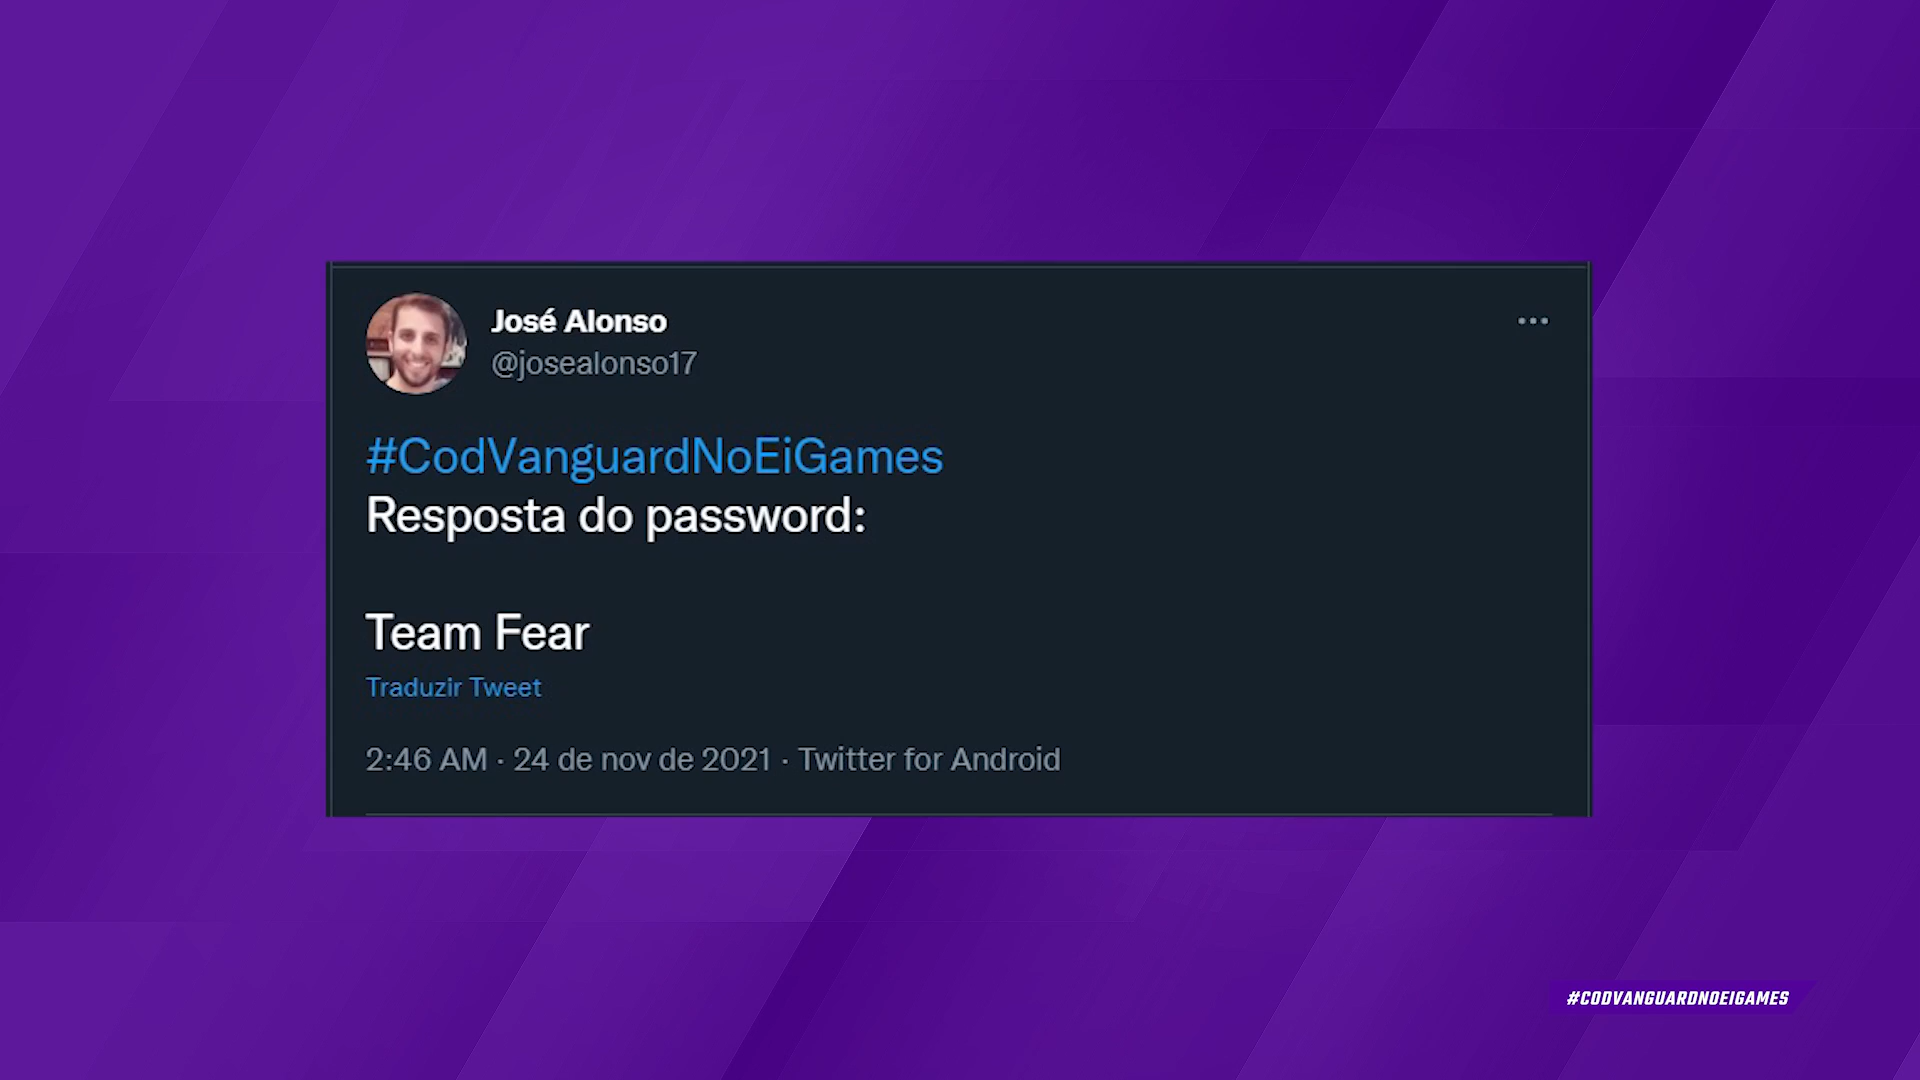 José Alonso
@josealonso17
#CodVanguardNoEiGames
Resposta do password:
Team Fear
Traduzir Tweet
2:46 AM · 24 de nov de 2021 · Twitter for Android
#CODVANGUARDNOEIGAMES